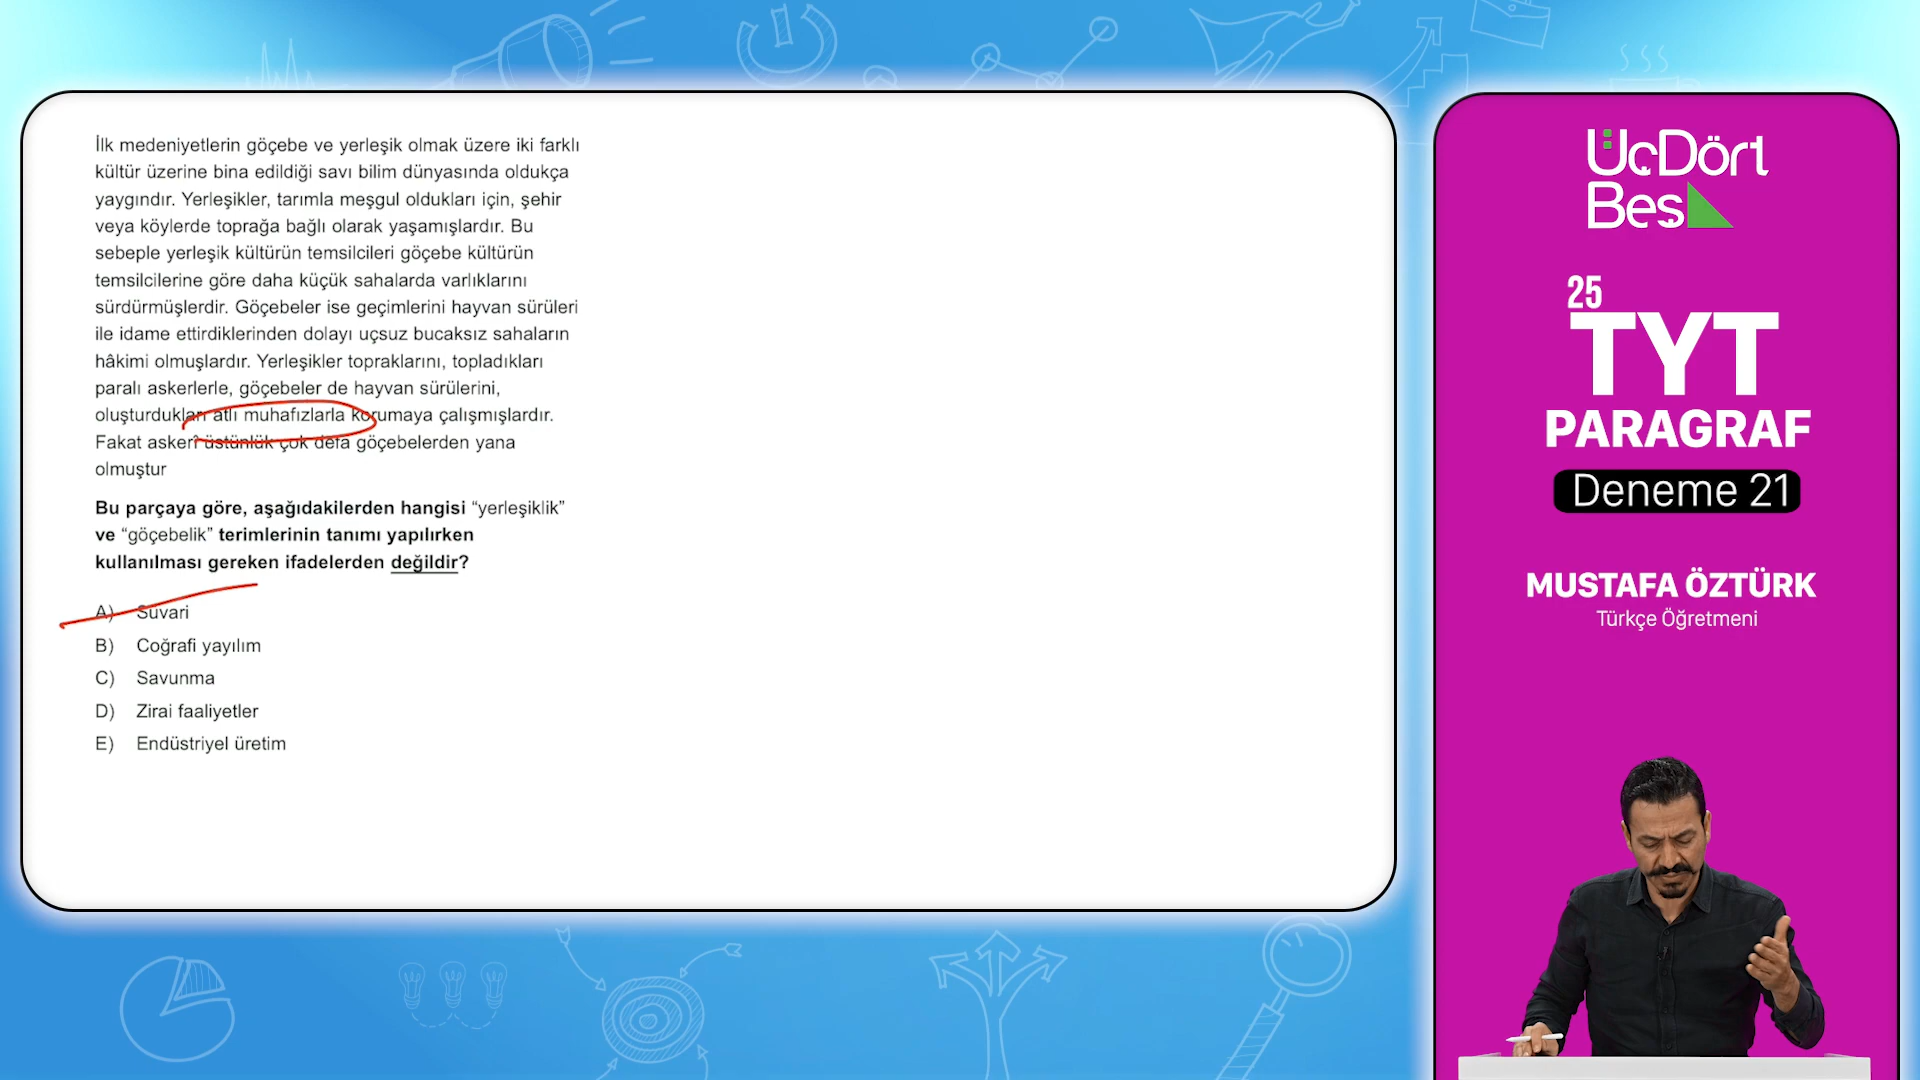 İlk medeniyetlerin göçebe ve yerleşik olmak üzere iki farklı
kültür üzerine bina edildiği savı bilim dünyasında oldukça
yaygındır. Yerleşikler, tarımla meşgul oldukları için, şehir
veya köylerde toprağa bağlı olarak yaşamışlardır. Bu
sebeple yerleşik kültürün temsilcileri göçebe kültürün
temsilcilerine göre daha küçük sahalarda varlıklarını
sürdürmüşlerdir. Göçebeler ise geçimlerini hayvan sürüleri
ile idame ettirdiklerinden dolayı uçsuz bucaksız sahaların
hâkimi olmuşlardır. Yerleşikler topraklarını, topladıkları
paralı askerlerle, göçebeler de hayvan sürülerini,
oluşturdukları atlı muhafızlarla korumaya çalışmışlardır.
Fakat askerî üstünlük çok defa göçebelerden yana
olmuştur
Bu parçaya göre, aşağıdakilerden hangisi “yerleşiklik”
ve “göçebelik” terimlerinin tanımı yapılırken
kullanılması gereken ifadelerden değildir?
A) Süvari
B) Coğrafi yayılım
C) Savunma
D) Zirai faaliyetler
E) Endüstriyel üretim
ÜçDört
Beş
25
TYT
PARAGRAF
Deneme 21
MUSTAFA ÖZTÜRK
Türkçe Öğretmeni